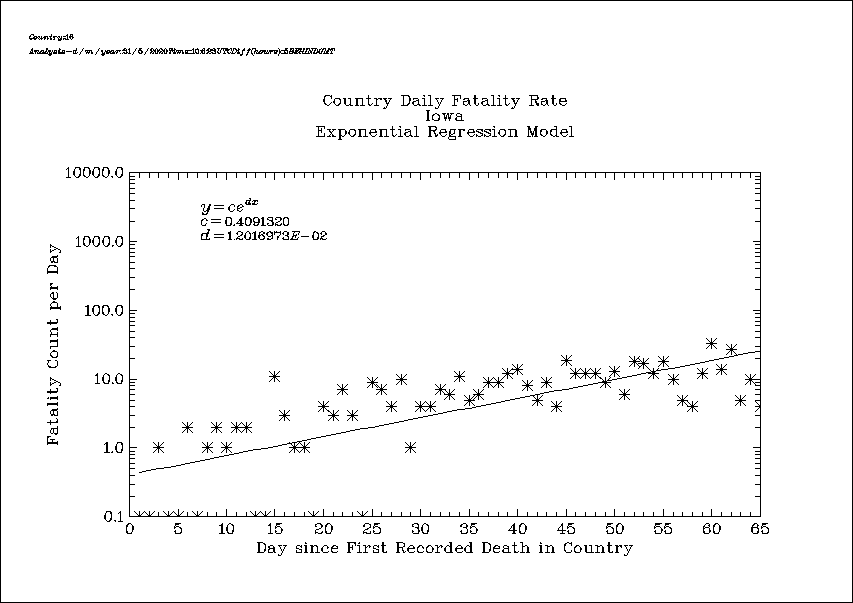 Country:16
Country Daily Fatality Rate
Iowa
Exponential Regression Model
y=ce^dx
c=0.4091320
d=1.2016973E-02
Fatality Count per Day
10000.0
1000.0
100.0
10.0
1.0
0.1
0 5 10 15 20 25 30 35 40 45 50 55 60 65
Day since First Recorded Death in Country